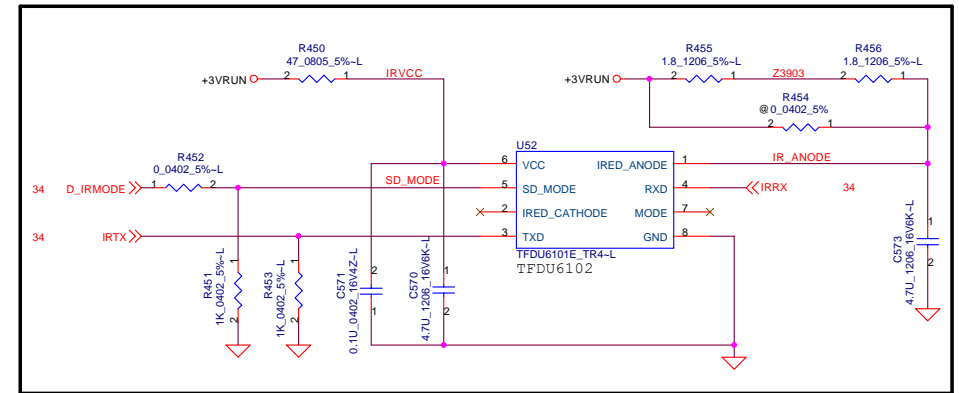 R450
47_0805_5%~L
+3VRUN 2 1 IRVCC
R455
1.8_1206_5%~L
R456
1.8_1206_5%~L
+3VRUN 2 1 Z3903 2 1
R454
@0_0402_5%
2 1
R452
0_0402_5%~L
34 D_IRMODE 1 2 SD_MODE
34 IRTX
U52
6 VCC IRED_ANODE 1 IR_ANODE
5 SD_MODE RXD 4 IRRX 34
2 IRED_CATHODE MODE 7
3 TXD GND 8
TFDU6101E_TR4~L
TFDU6102
R451
1K_0402_5%~L
1
2
R453
1K_0402_5%~L
1
2
C571
0.1U_0402_16V4Z~L
2
1
C570
4.7U_1206_16V6K~L
1
2
C573
4.7U_1206_16V6K~L
1
2